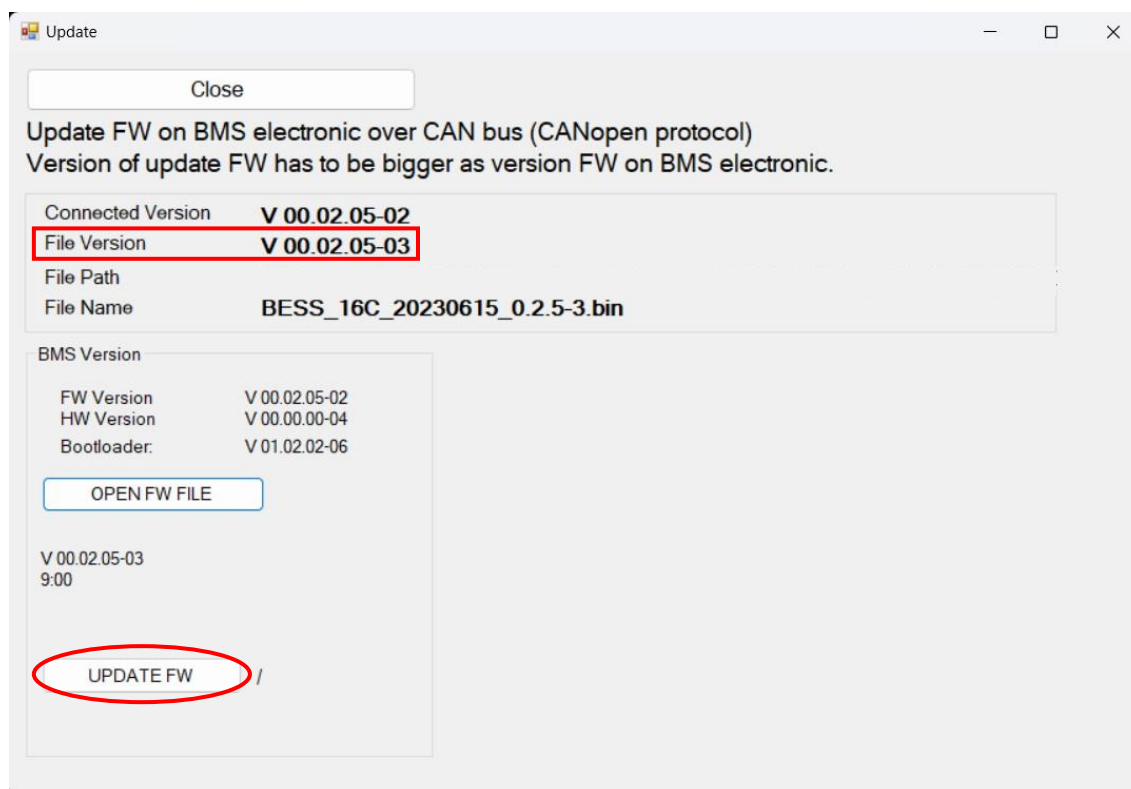 Update
Close
Update FW on BMS electronic over CAN bus (CANopen protocol)
Version of update FW has to be bigger as version FW on BMS electronic.
Connected Version V 00.02.05-02
File Version V 00.02.05-03
File Path
File Name BESS_16C_20230615_0.2.5-3.bin
BMS Version
FW Version V 00.02.05-02
HW Version V 00.00.00-04
Bootloader: V 01.02.02-06
OPEN FW FILE
V 00.02.05-03
9:00
UPDATE FW /